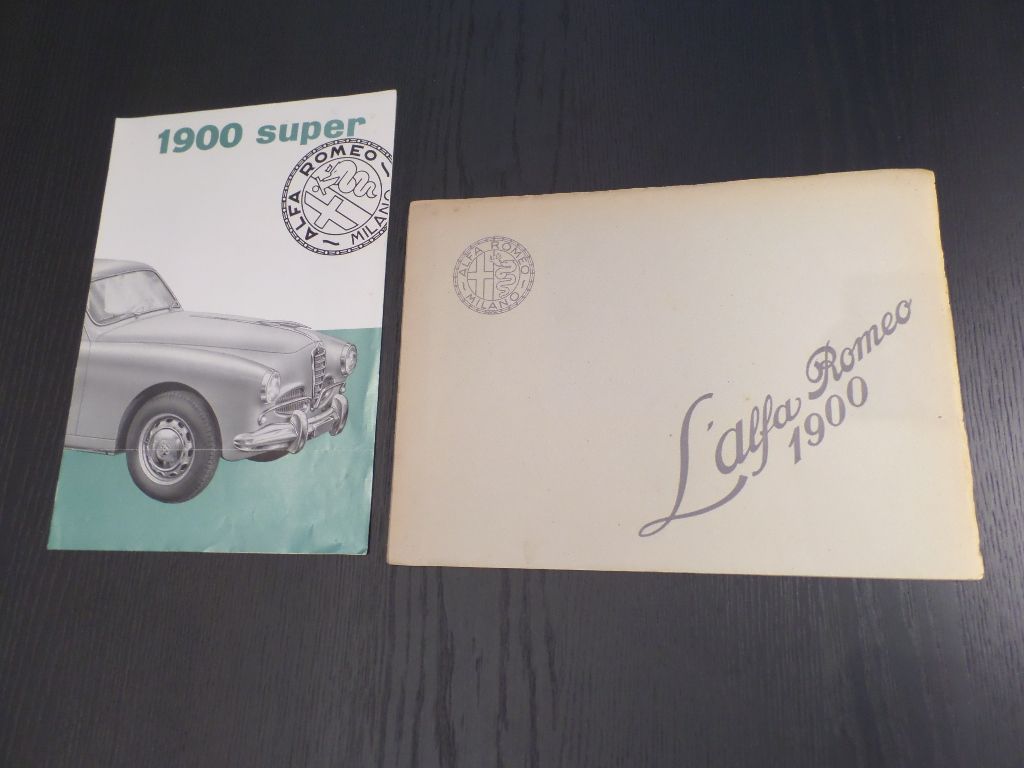 1900 super
ALFA ROMEO
MILANO
ALFA ROMEO
MILANO
L'alfa Romeo
1900